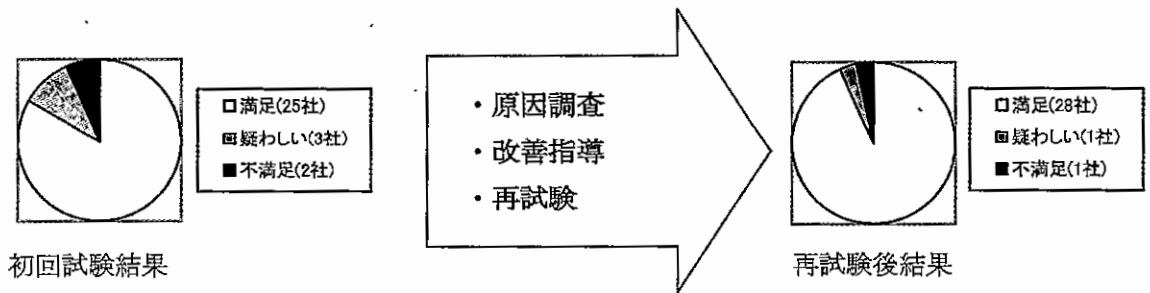 □満足(25社)
▩疑わしい(3社)
■不満足(2社)
初回試験結果
・原因調査
・改善指導
・再試験
□満足(28社)
▩疑わしい(1社)
■不満足(1社)
再試験後結果